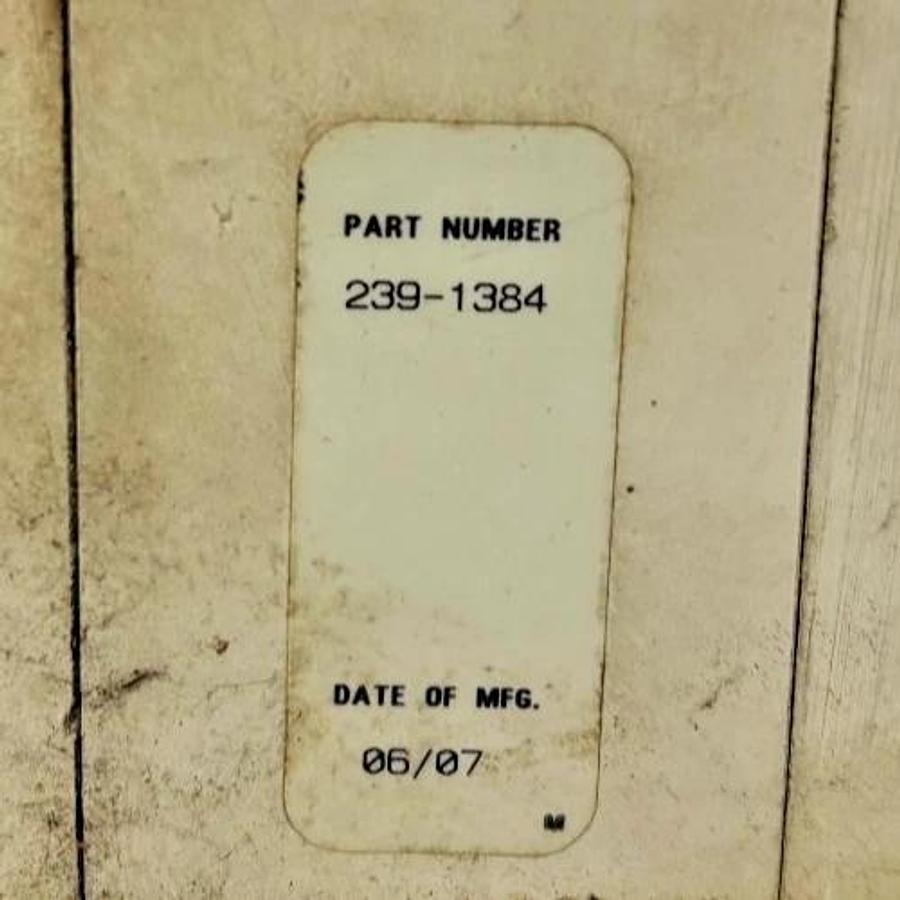 PART NUMBER
239-1384
DATE OF MFG.
06/07
M